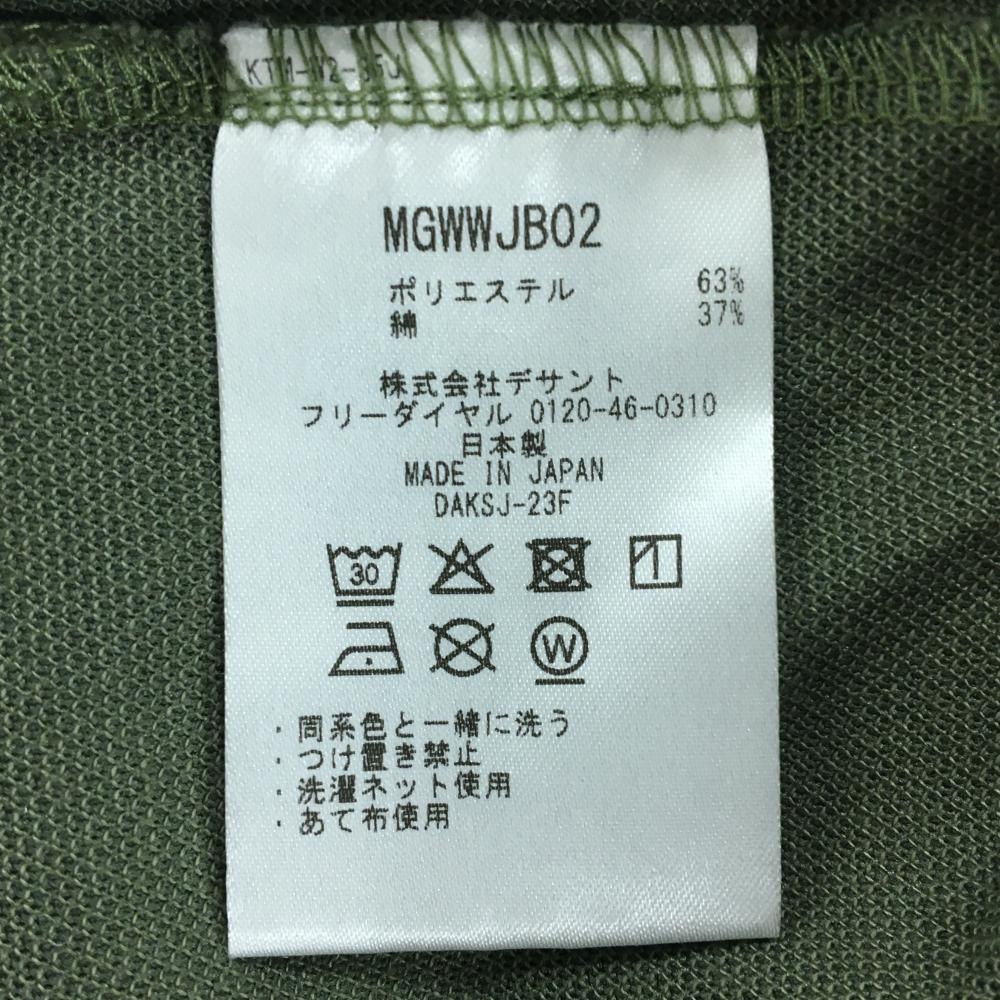 KTM-W2-35J
MGWWJB02
ポリエステル 63%
綿 37%
株式会社デサント
フリーダイヤル 0120-46-0310
日本製
MADE IN JAPAN
DAKSJ-23F
30
W
・同系色と一緒に洗う
・つけ置き禁止
・洗濯ネット使用
・あて布使用